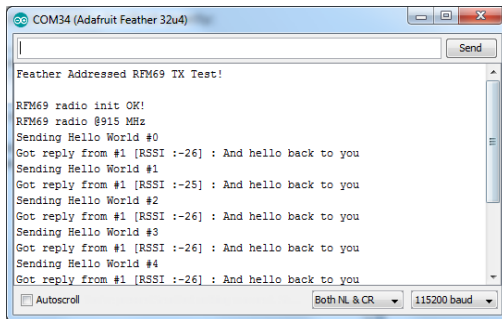 COM34 (Adafruit Feather 32u4)
Send
Feather Addressed RFM69 TX Test!
RFM69 radio init OK!
RFM69 radio @915 MHz
Sending Hello World #0
Got reply from #1 [RSSI :-26] : And hello back to you
Sending Hello World #1
Got reply from #1 [RSSI :-25] : And hello back to you
Sending Hello World #2
Got reply from #1 [RSSI :-26] : And hello back to you
Sending Hello World #3
Got reply from #1 [RSSI :-26] : And hello back to you
Sending Hello World #4
Got reply from #1 [RSSI :-26] : And hello back to you
Autoscroll Both NL & CR 115200 baud